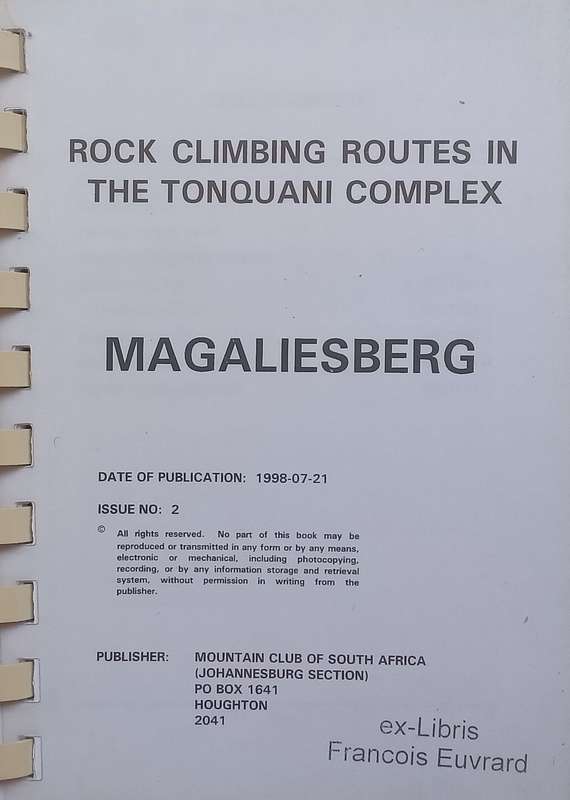 ROCK CLIMBING ROUTES IN
THE TONQUANI COMPLEX
MAGALIESBERG
DATE OF PUBLICATION: 1998-07-21
ISSUE NO: 2
© All rights reserved. No part of this book may be
reproduced or transmitted in any form or by any means,
electronic or mechanical, including photocopying,
recording, or by any information storage and retrieval
system, without permission in writing from the
publisher.
PUBLISHER: MOUNTAIN CLUB OF SOUTH AFRICA
(JOHANNESBURG SECTION)
PO BOX 1641
HOUGHTON
2041
ex-Libris
Francois Euvrard